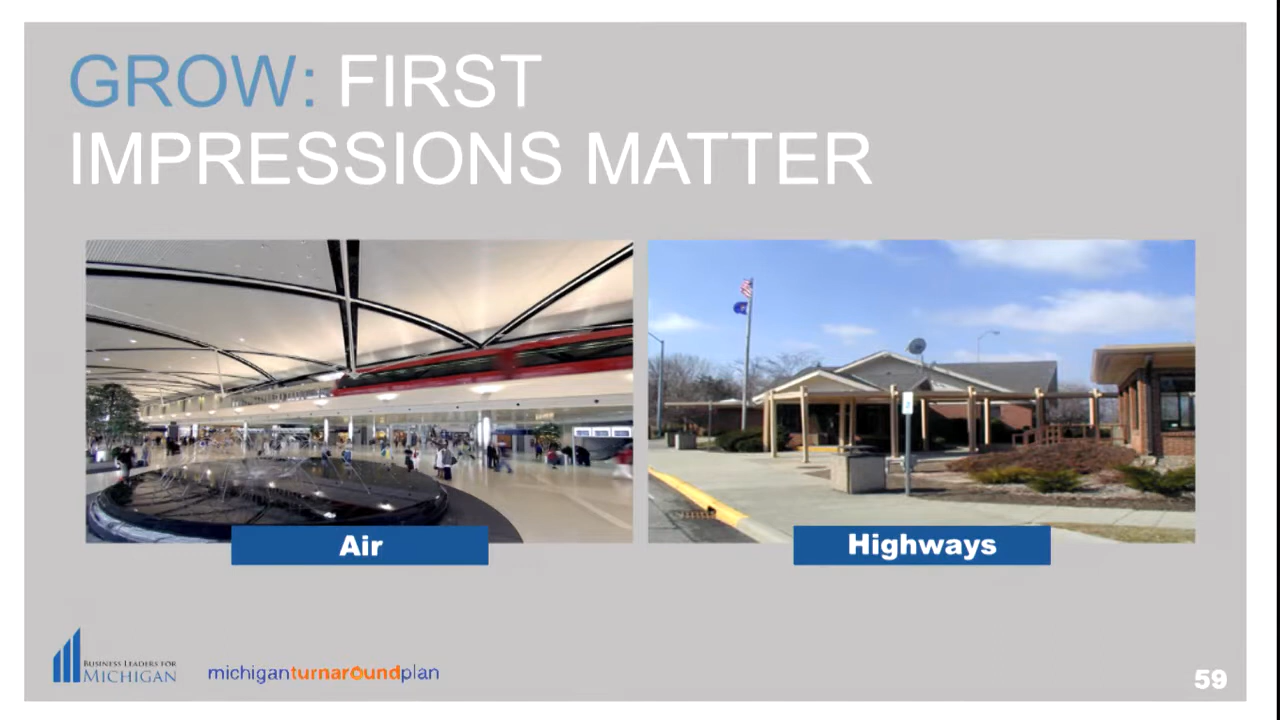 GROW: FIRST
IMPRESSIONS MATTER
Air
Highways
BUSINESS LEADERS FOR
MICHIGAN
michiganturnaroundplan
59